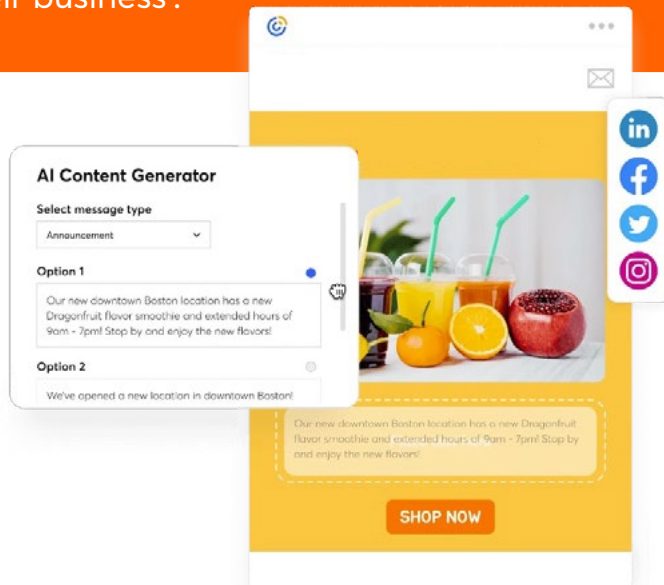 ir business?
AI Content Generator
Select message type
Announcement
Option 1
Our new downtown Boston location has a new
Dragonfruit flavor smoothie and extended hours of
9am - 7pm! Stop by and enjoy the new flavors!
Option 2
We've opened a new location in downtown Boston!
in
Our new downtown Boston location has a new Dragonfruit
flavor smoothie and extended hours of 9am - 7pm! Stop by
and enjoy the new flavors!
SHOP NOW